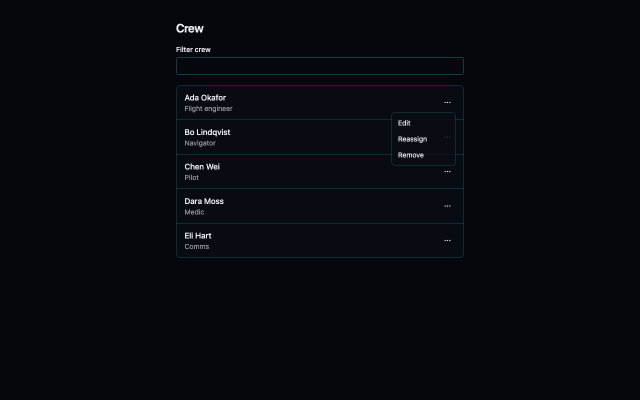 Crew
Filter crew
Ada Okafor
Flight engineer
...
Edit
Reassign
Remove
Bo Lindqvist
Navigator
...
Chen Wei
Pilot
...
Dara Moss
Medic
...
Eli Hart
Comms
...